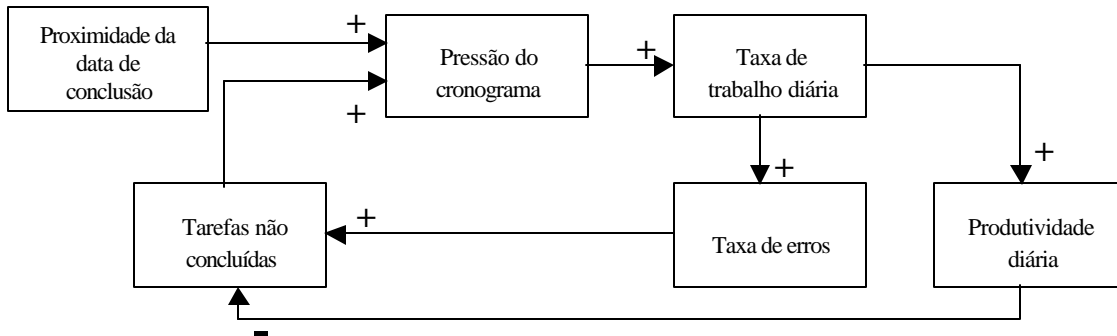 Proximidade da
data de
conclusão
+
Pressão do
cronograma
+
+
Taxa de
trabalho diária
+
+
Tarefas não
concluídas
+
Taxa de erros
Produtividade
diária
-